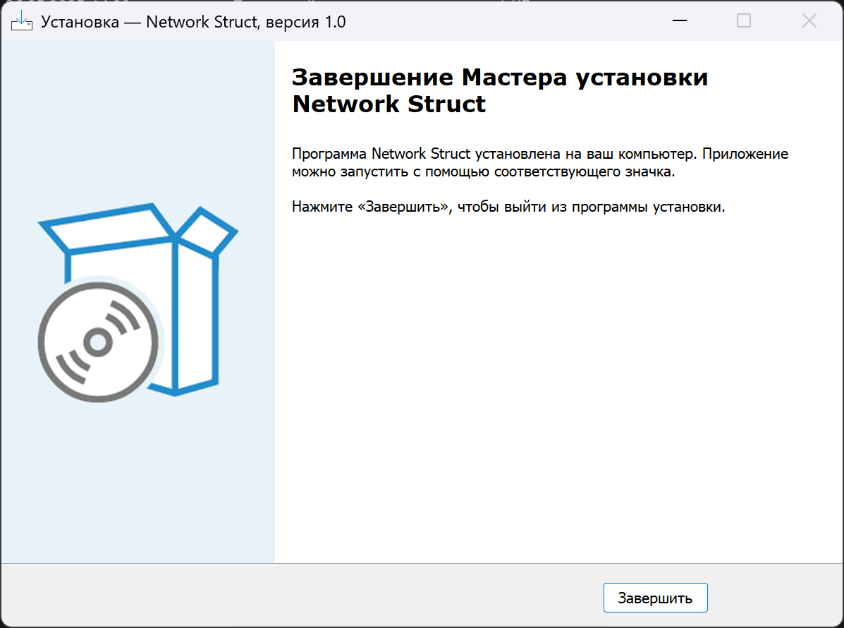 Установка — Network Struct, версия 1.0
Завершение Мастера установки
Network Struct
Программа Network Struct установлена на ваш компьютер. Приложение
можно запустить с помощью соответствующего значка.
Нажмите «Завершить», чтобы выйти из программы установки.
Завершить